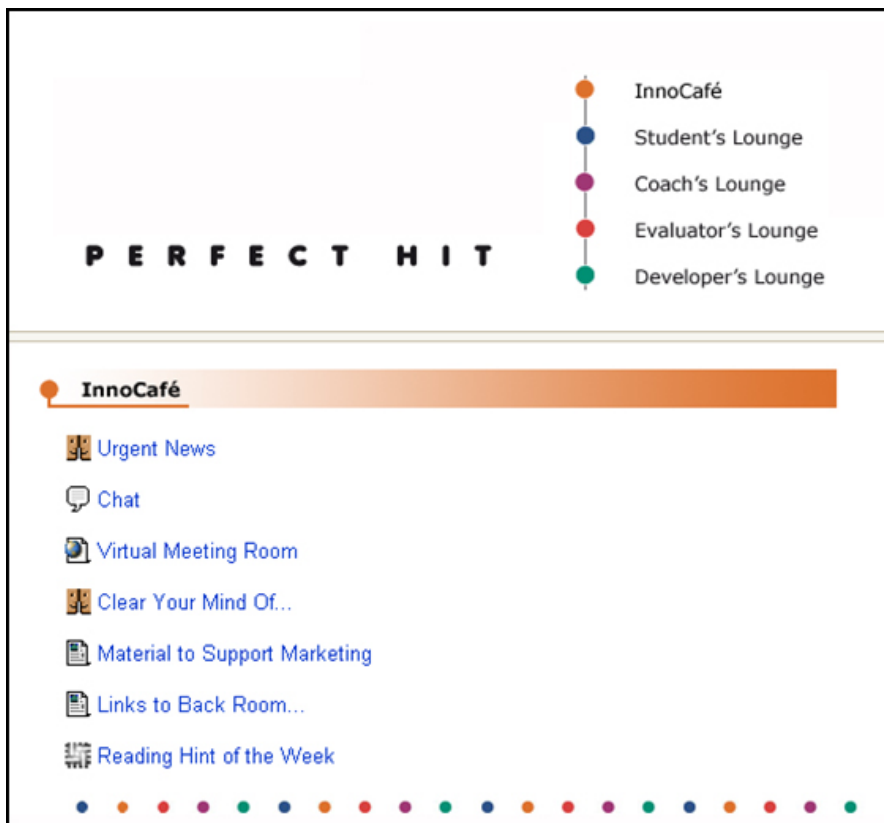 InnoCafé
Student's Lounge
Coach's Lounge
Evaluator's Lounge
PERFECT HIT
Developer's Lounge
InnoCafé
Urgent News
Chat
Virtual Meeting Room
Clear Your Mind Of...
Material to Support Marketing
Links to Back Room...
Reading Hint of the Week